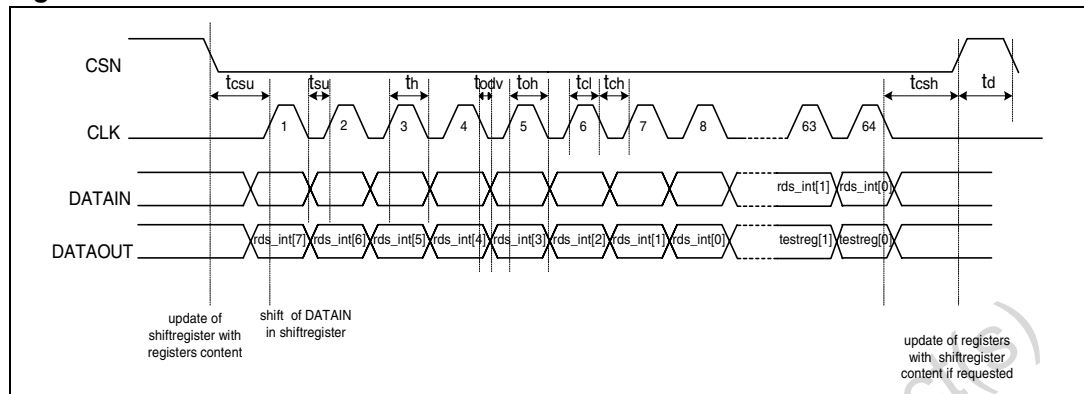 CSN
tcsu tsu th todv toh tcl tch tcsh td
CLK 1 2 3 4 5 6 7 8 63 64
DATAIN rds_int[1] rds_int[0]
DATAOUT rds_int[7] rds_int[6] rds_int[5] rds_int[4] rds_int[3] rds_int[2] rds_int[1] rds_int[0] testreg[1] testreg[0]
update of
shiftregister with
registers content
shift of DATAIN
in shiftregister
update of registers
with shiftregister
content if requested
ct(s)